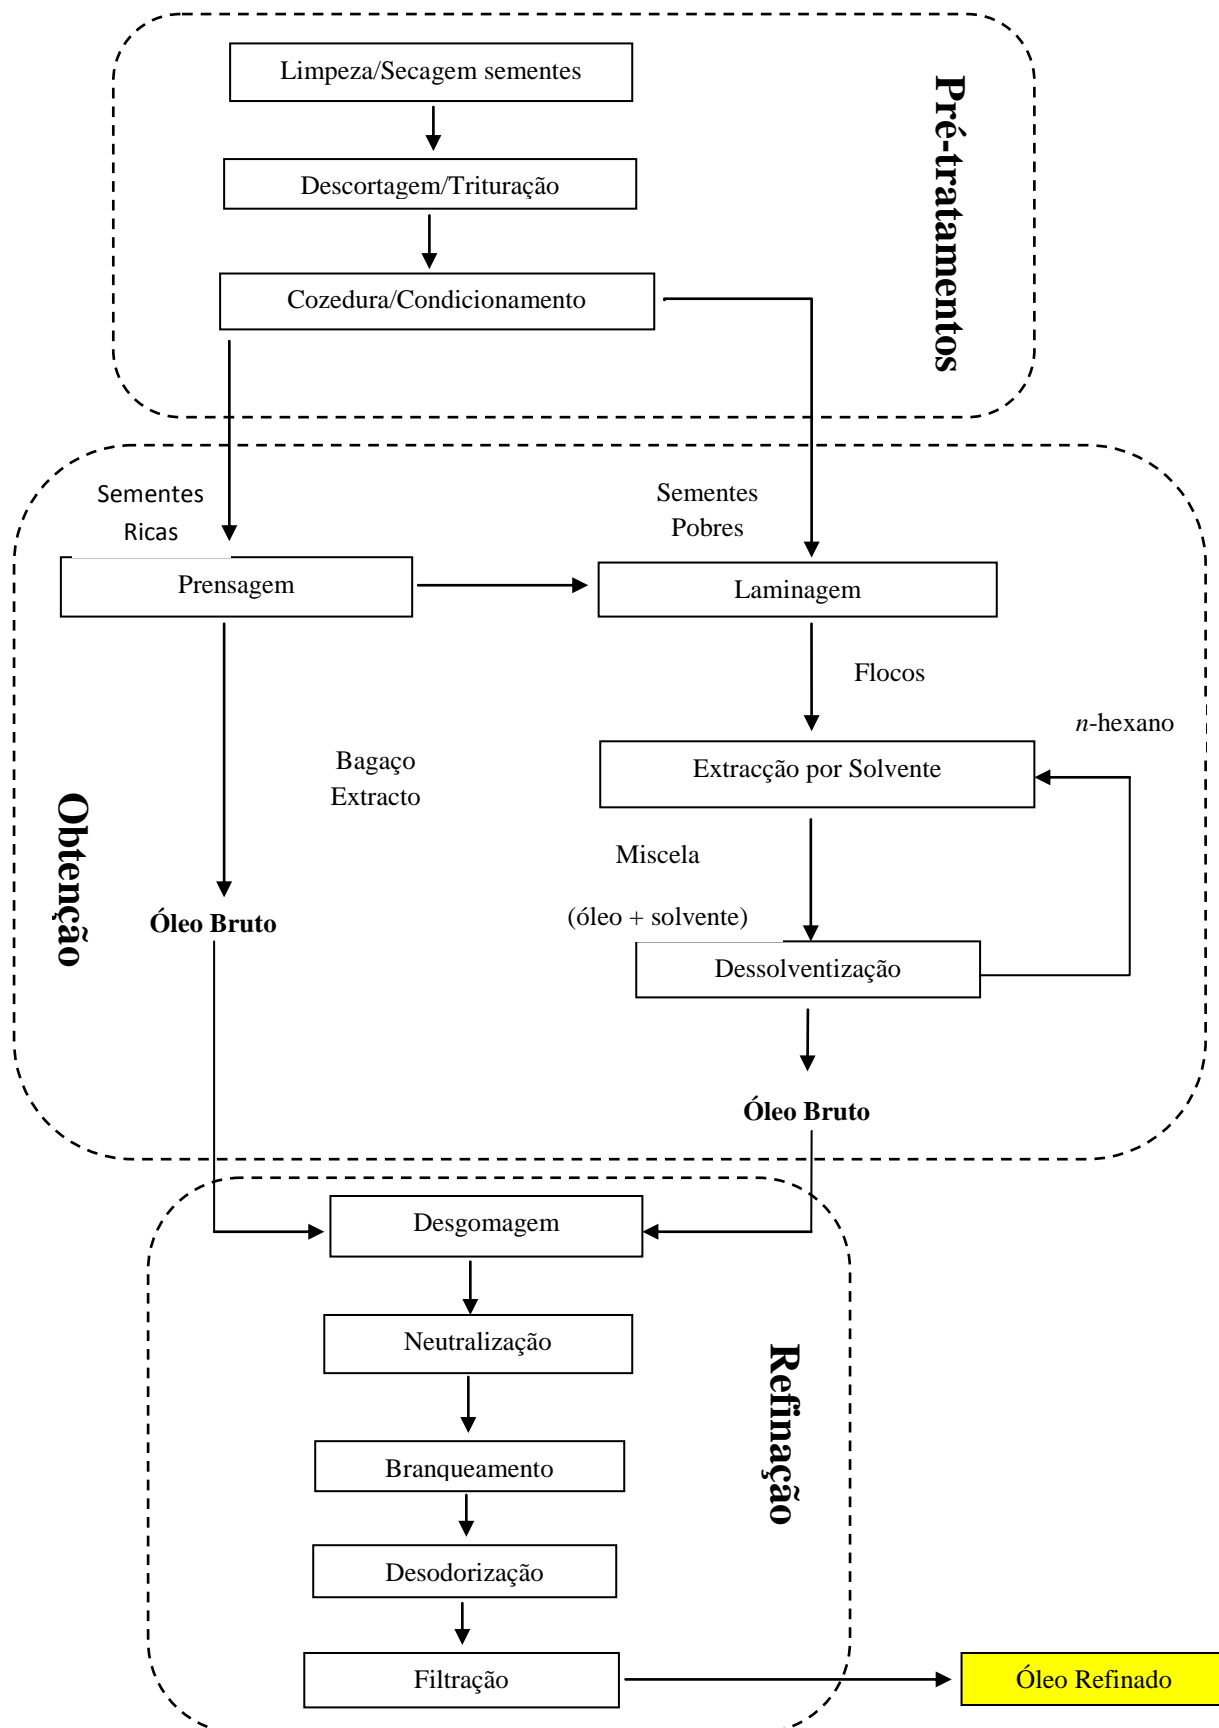 Limpeza/Secagem sementes
Pré-tratamentos
Descortagem/Trituração
Cozedura/Condicionamento
Sementes
Ricas
Sementes
Pobres
Prensagem
Laminagem
Flocos
n-hexano
Bagaço
Extracto
Extracção por Solvente
Obtenção
Miscela
(óleo + solvente)
Óleo Bruto
Dessolventização
Óleo Bruto
Desgomagem
Neutralização
Refinação
Branqueamento
Desodorização
Filtração
Óleo Refinado